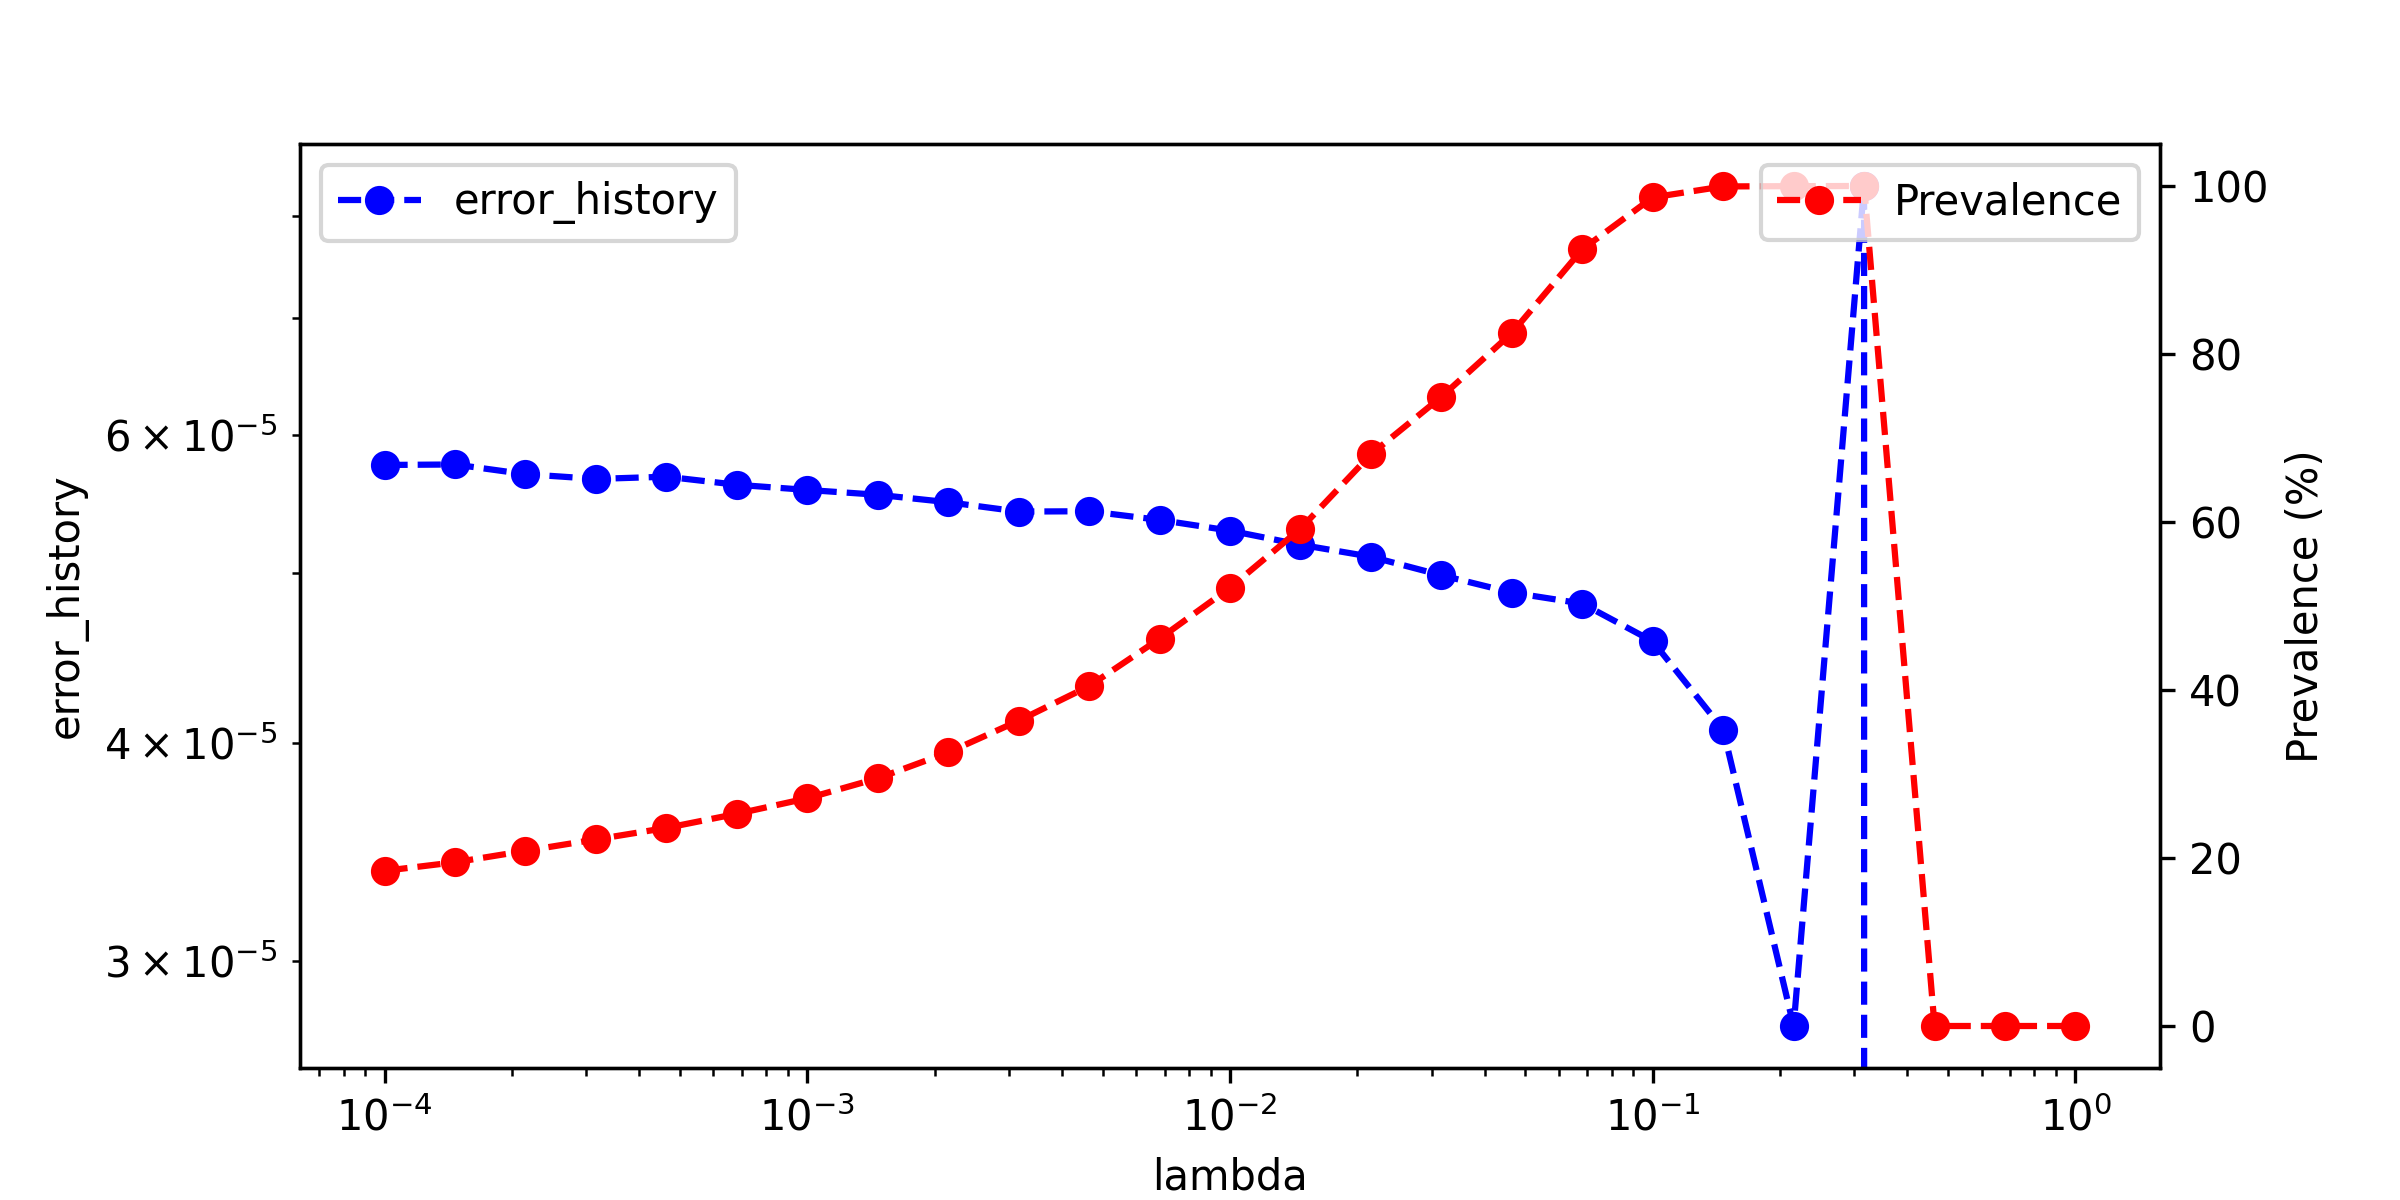 error_history
Prevalence
6×10⁻⁵
4×10⁻⁵
3×10⁻⁵
error_history
100
80
60
40
20
0
Prevalence (%)
10⁻⁴ 10⁻³ 10⁻² 10⁻¹ 10⁰
lambda